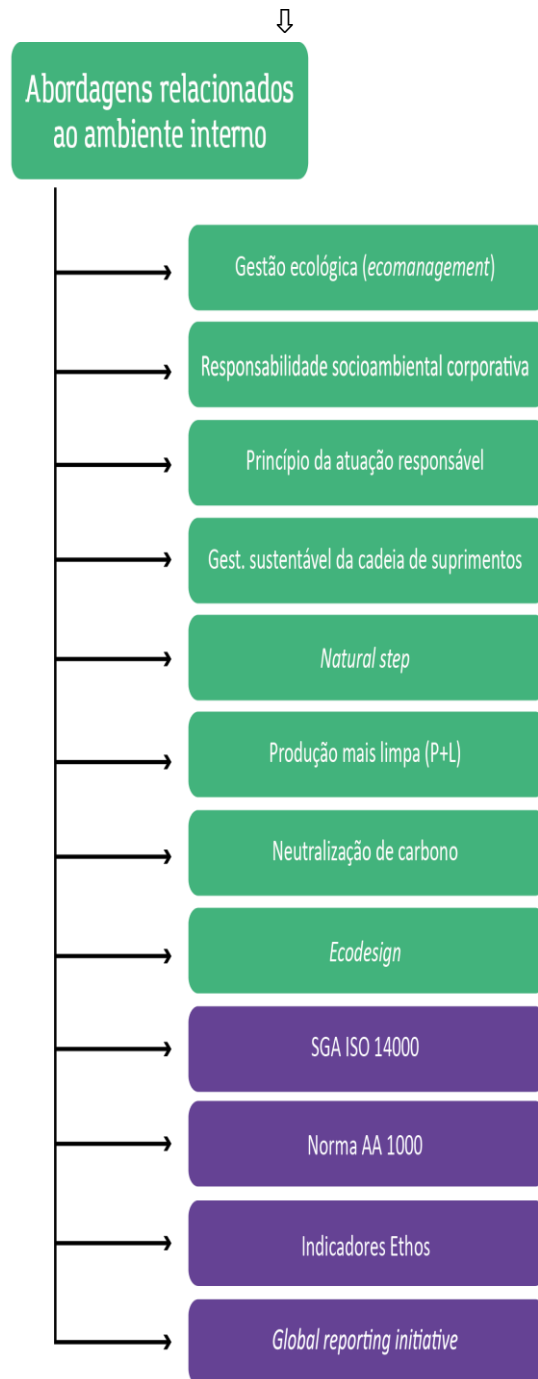 Abordagens relacionados
ao ambiente interno
Gestão ecológica (ecomanagement)
Responsabilidade socioambiental corporativa
Princípio da atuação responsável
Gest. sustentável da cadeia de suprimentos
Natural step
Produção mais limpa (P+L)
Neutralização de carbono
Ecodesign
SGA ISO 14000
Norma AA 1000
Indicadores Ethos
Global reporting initiative